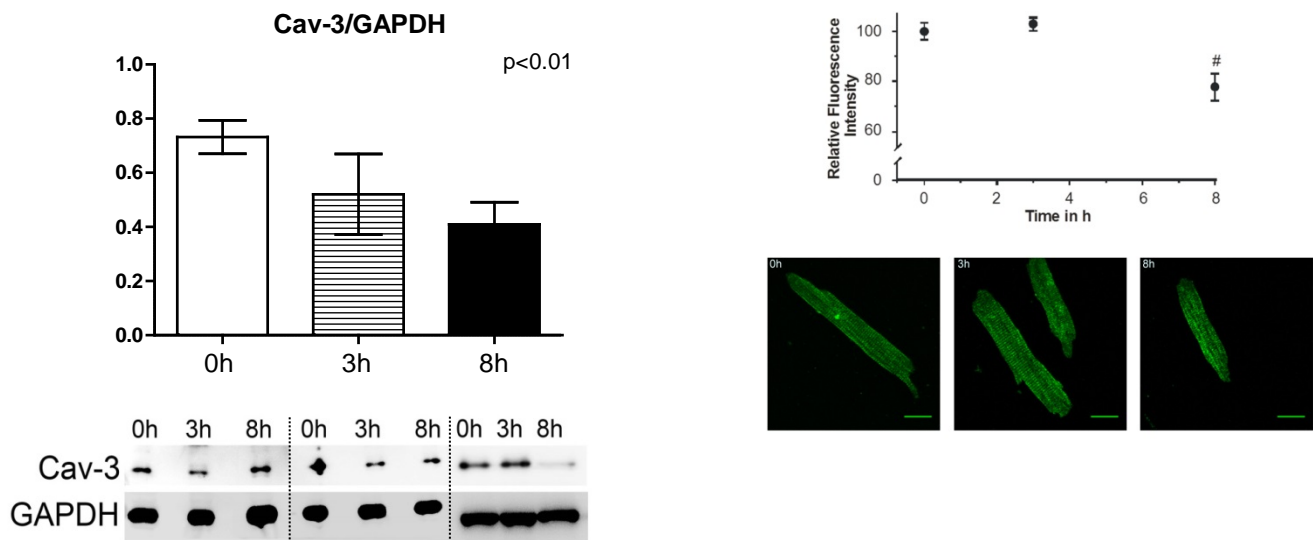 Cav-3/GAPDH
p<0.01
1.0
0.8
0.6
0.4
0.2
0.0
0h 3h 8h
0h 3h 8h 0h 3h 8h 0h 3h 8h
Cav-3
GAPDH
Relative Fluorescence
Intensity
100
80
60
0
#
0 2 4 6 8
Time in h
0h
3h
8h